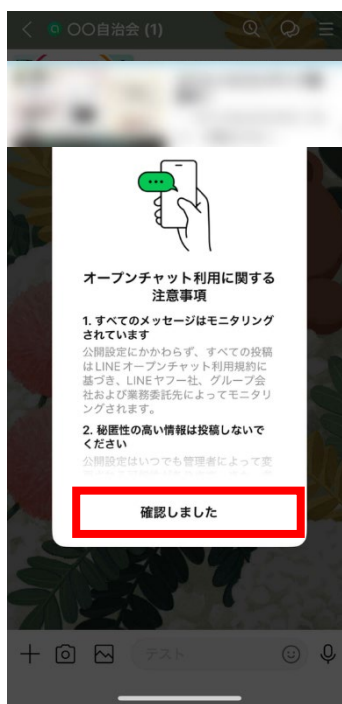 〇〇自治会 (1)
オープンチャット利用に関する
注意事項
1. すべてのメッセージはモニタリング
されています
公開設定にかかわらず、すべての投稿
はLINEオープンチャット利用規約に
基づき、LINEヤフー社、グループ会
社および業務委託先によってモニタリ
ングされます。
2. 秘匿性の高い情報は投稿しないで
ください
公開設定はいつでも管理者によって変
確認しました
テスト